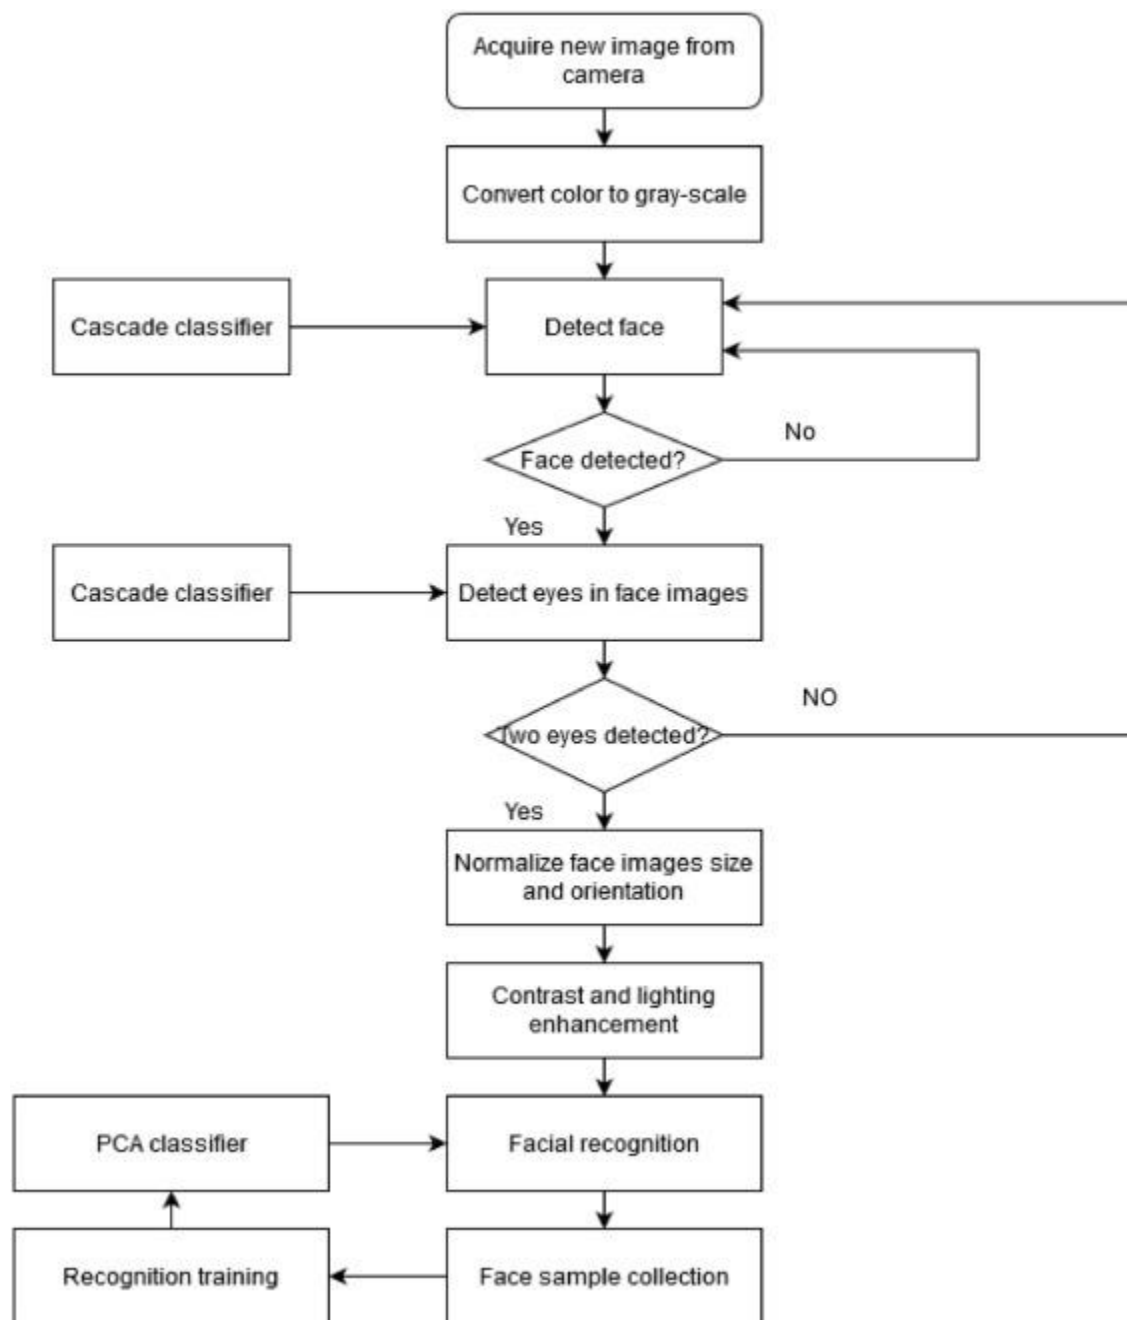 Acquire new image from
camera
Convert color to gray-scale
Cascade classifier
Detect face
No
Face detected?
Yes
Cascade classifier
Detect eyes in face images
NO
Two eyes detected?
Yes
Normalize face images size
and orientation
Contrast and lighting
enhancement
PCA classifier
Facial recognition
Recognition training
Face sample collection